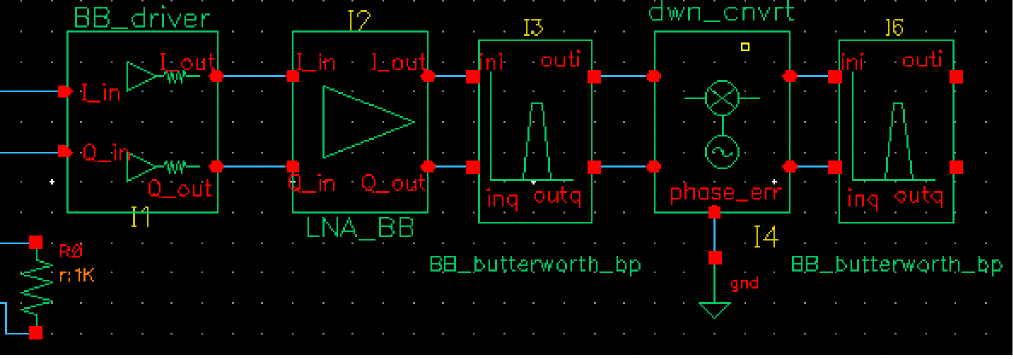 BB_driver
I_out
I_in
Q_in
Q_out
I1
I2
I_in I_out
Q_in Q_out
LNA_BB
I3
ini outi
inq outq
BB_butterworth_bp
dwn_cnvrt
phase_err
I4
gnd
I6
ini outi
inq outq
BB_butterworth_bp
R0
r:1K